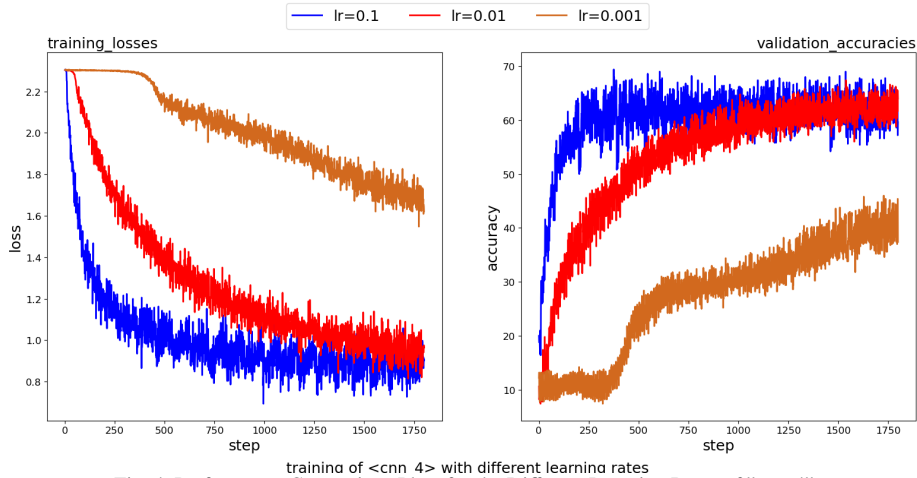 lr=0.1 lr=0.01 lr=0.001
training_losses
validation_accuracies
loss
2.2
2.0
1.8
1.6
1.4
1.2
1.0
0.8
0 250 500 750 1000 1250 1500 1750
step
accuracy
70
60
50
40
30
20
10
0 250 500 750 1000 1250 1500 1750
step
training of <cnn_4> with different learning rates